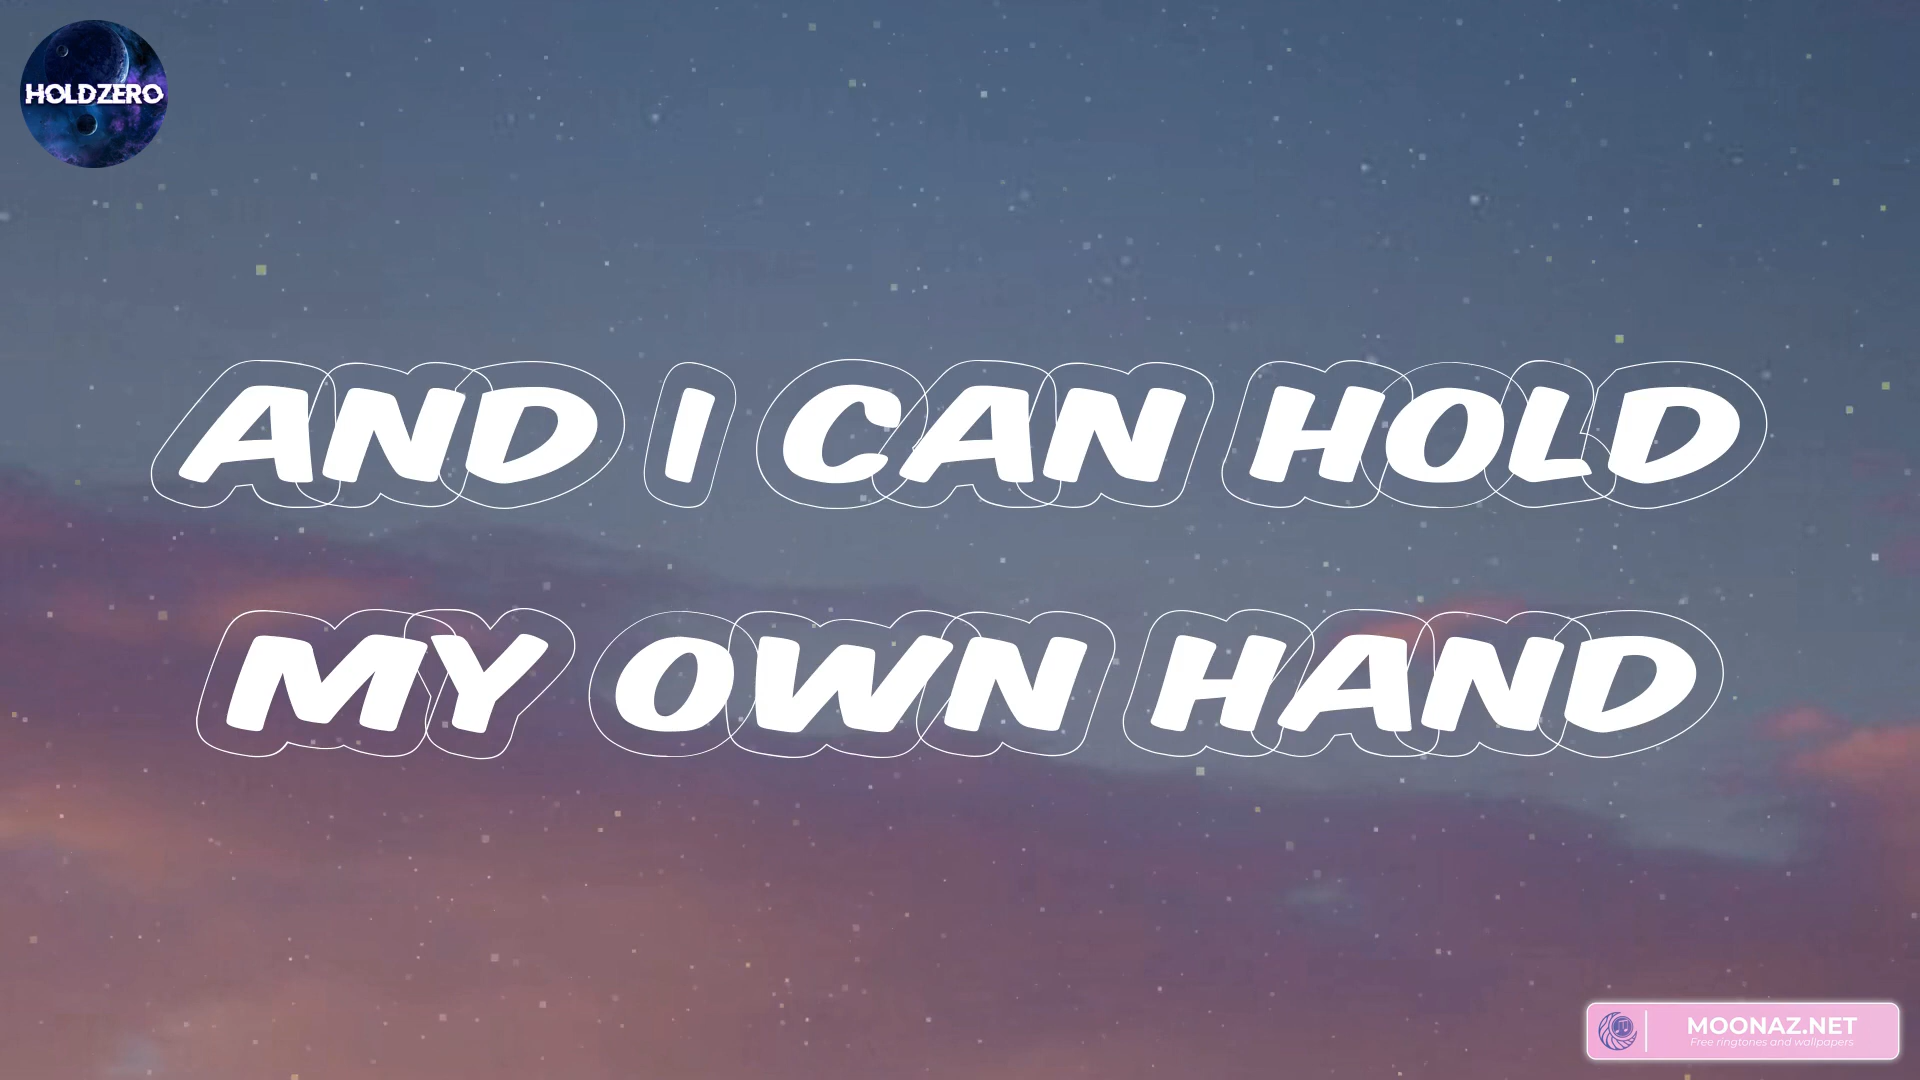 HOLDZERO
AND I CAN HOLD
MY OWN HAND
MOONAZ.NET
Free ringtones and wallpapers